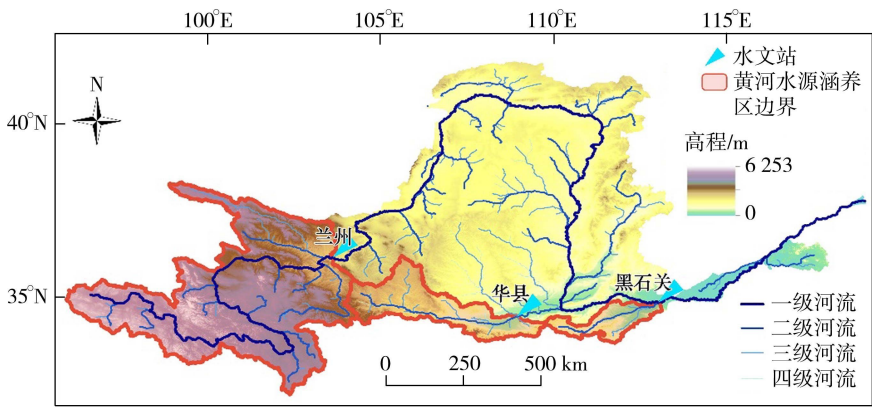 100°E
105°E
110°E
115°E
水文站
黄河水源涵养
区边界
N
40°N
高程/m
6 253
0
兰州
华县
黑石关
35°N
0
250
500 km
一级河流
二级河流
三级河流
四级河流